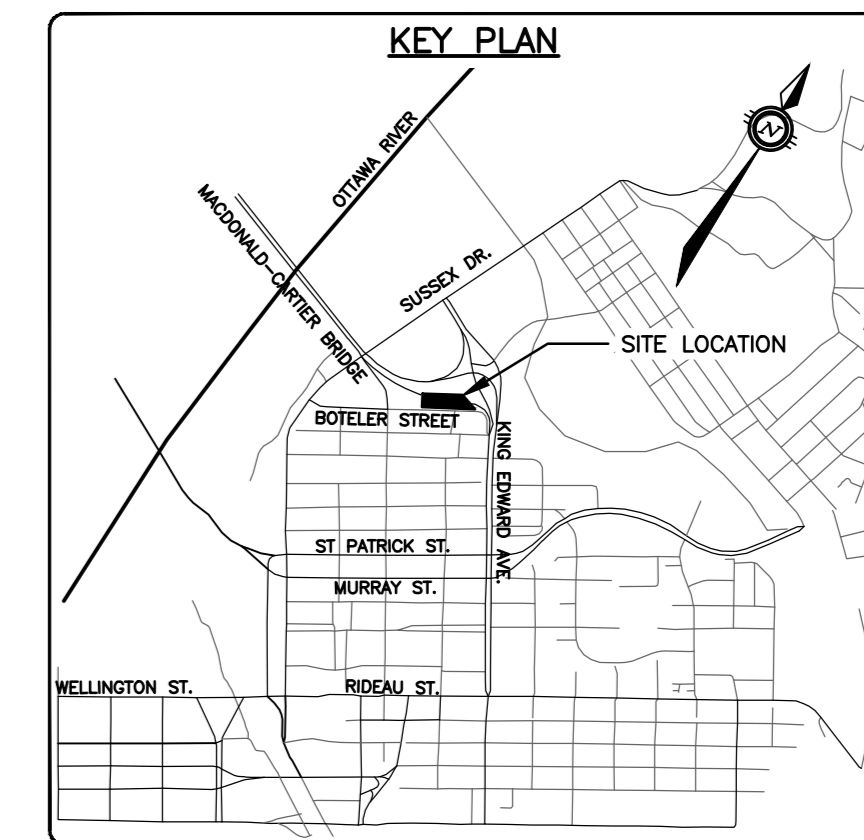 KEY PLAN
OTTAWA RIVER
N
MACDONALD-CARTIER BRIDGE
SUSSEX DR.
SITE LOCATION
BOTELER STREET
KING EDWARD AVE.
ST PATRICK ST.
MURRAY ST.
WELLINGTON ST.
RIDEAU ST.